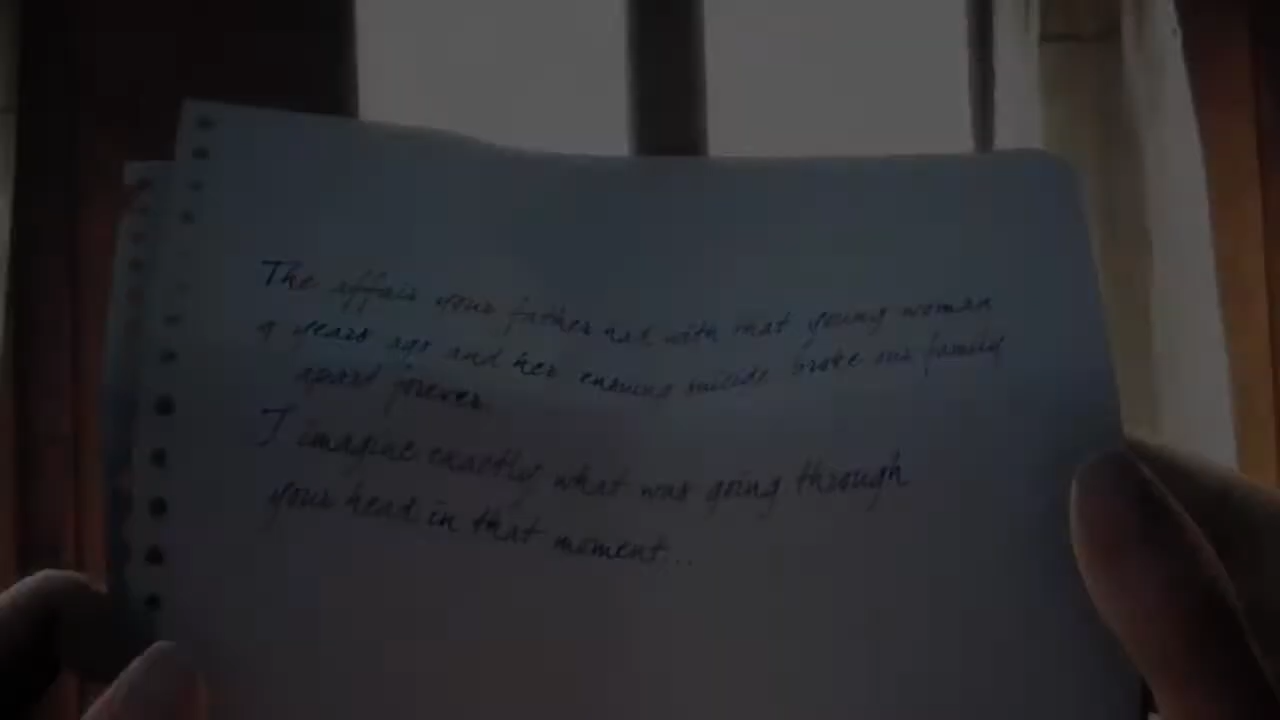 The affair your father had with that young woman
9 years ago and her ensuing suicide broke our family
apart forever.
I imagine exactly what was going through
your head in that moment...